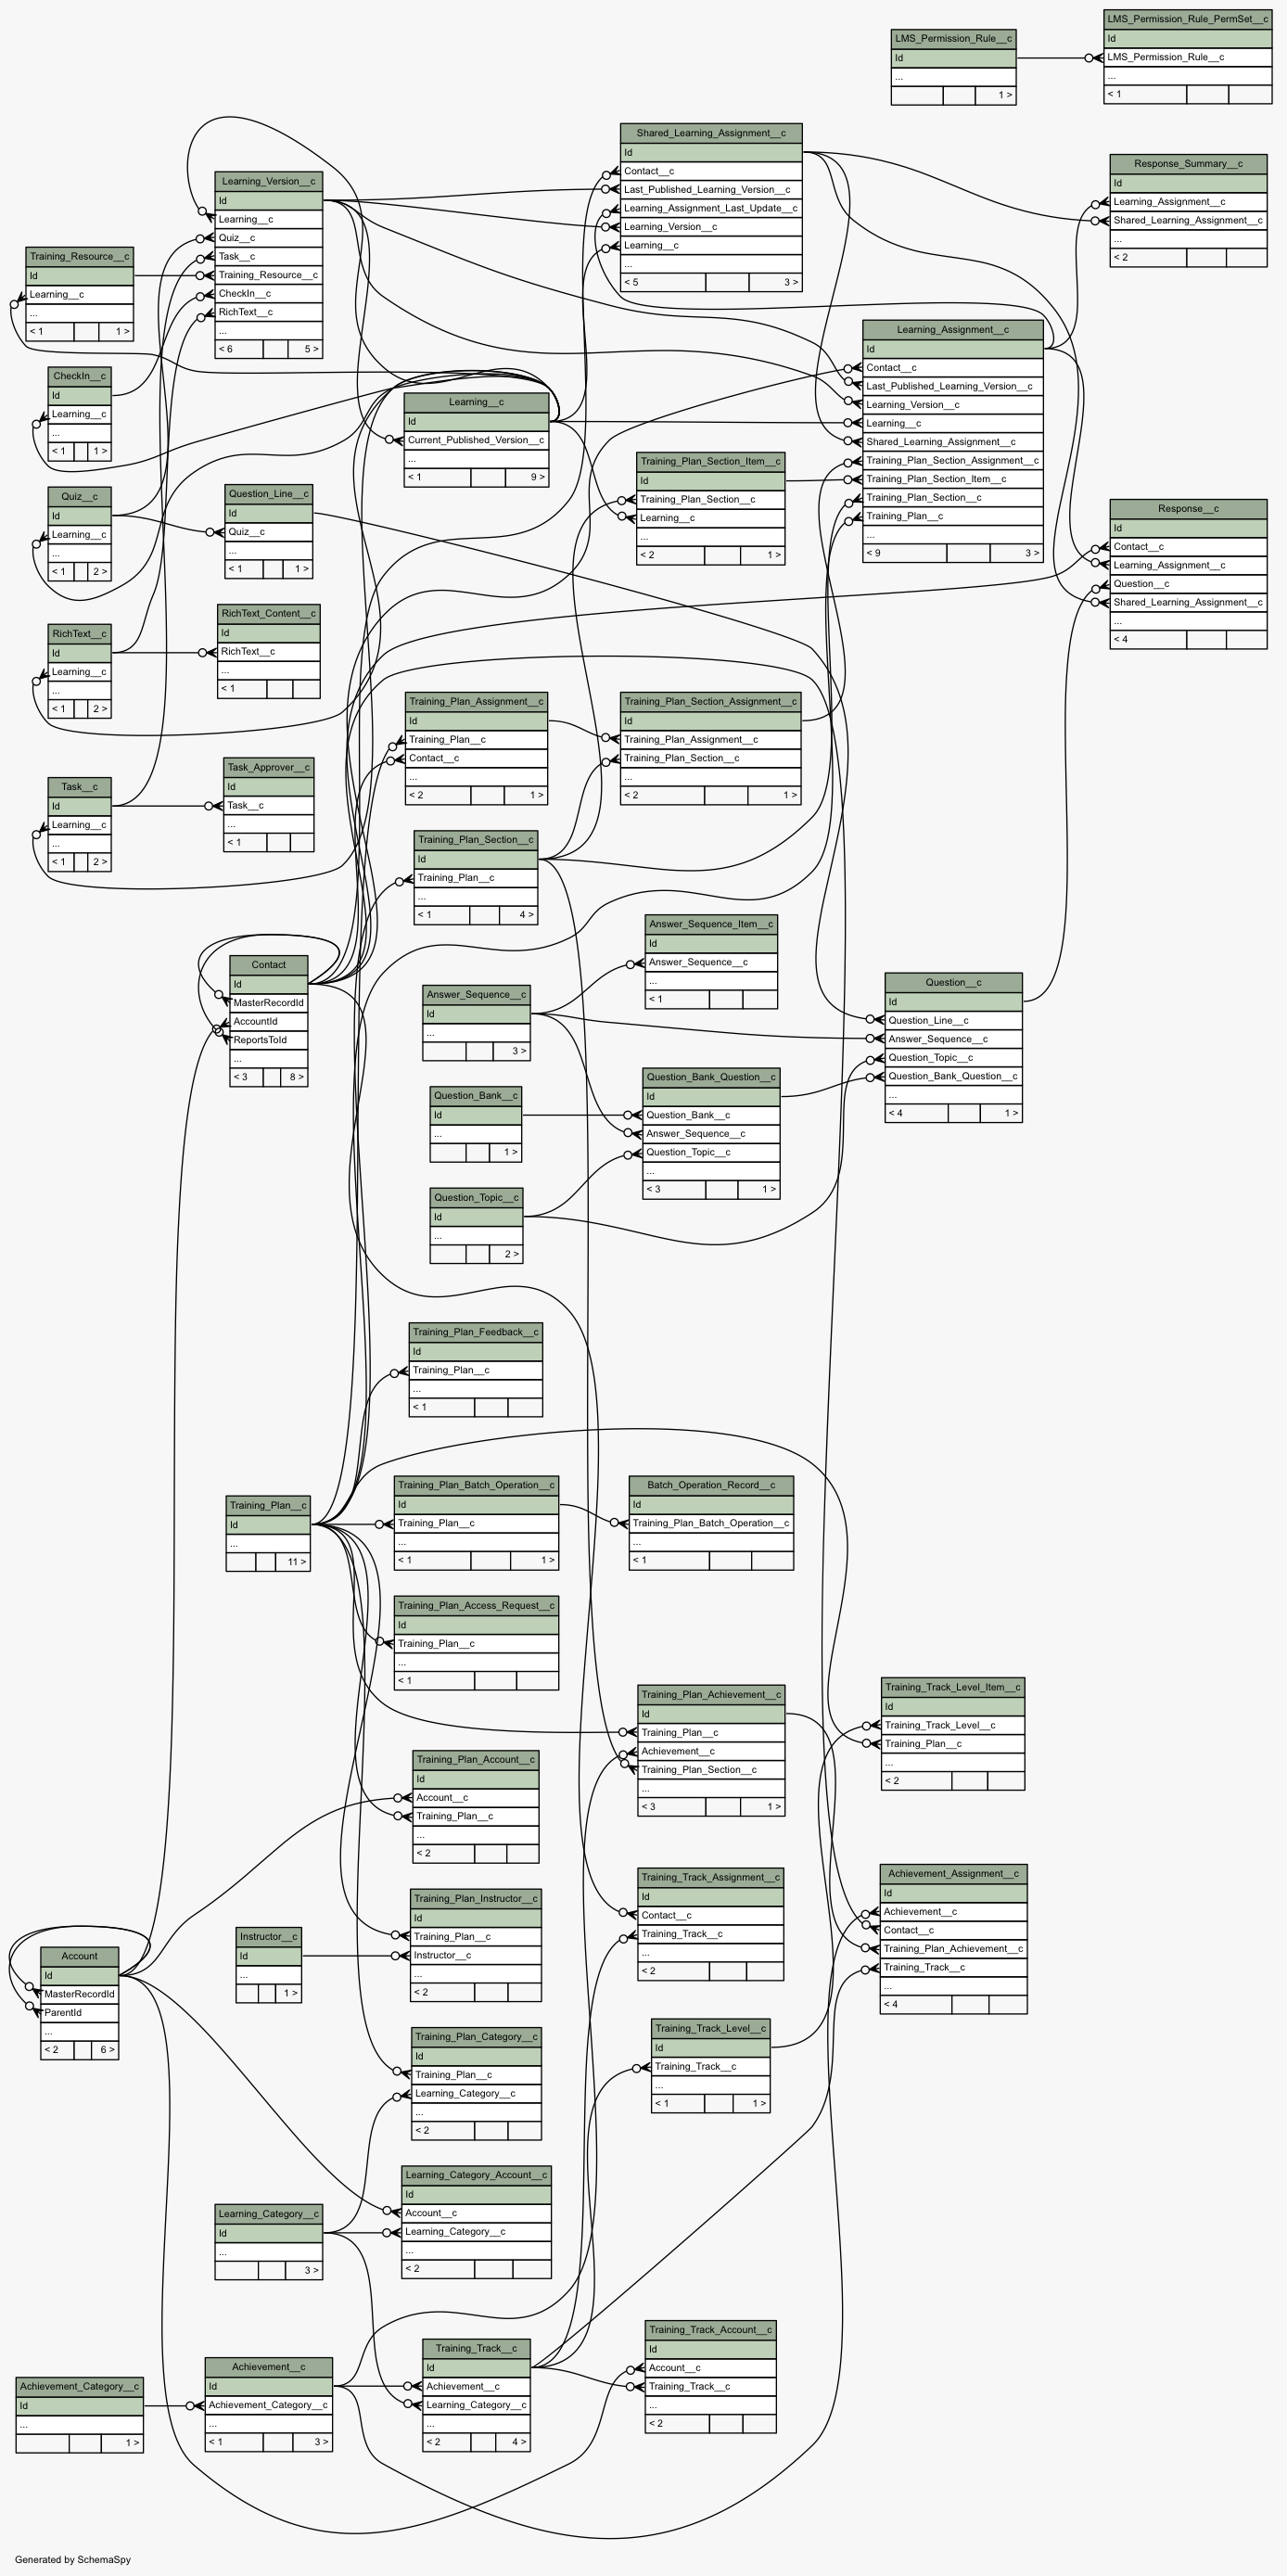 LMS_Permission_Rule_PermSet__c
Id
LMS_Permission_Rule__c
...
< 1
LMS_Permission_Rule__c
Id
...
1 >
Shared_Learning_Assignment__c
Id
Contact__c
Last_Published_Learning_Version__c
Learning_Assignment_Last_Update__c
Learning_Version__c
Learning__c
...
< 5 3 >
Response_Summary__c
Id
Learning_Assignment__c
Shared_Learning_Assignment__c
...
< 2
Learning_Version__c
Id
Learning__c
Quiz__c
Task__c
Training_Resource__c
CheckIn__c
RichText__c
...
< 6 5 >
Training_Resource__c
Id
Learning__c
...
< 1 1 >
Learning_Assignment__c
Id
Contact__c
Last_Published_Learning_Version__c
Learning_Version__c
Learning__c
Shared_Learning_Assignment__c
Training_Plan_Section_Assignment__c
Training_Plan_Section_Item__c
Training_Plan_Section__c
Training_Plan__c
...
< 9 3 >
CheckIn__c
Id
Learning__c
...
< 1 1 >
Learning__c
Id
Current_Published_Version__c
...
< 1 9 >
Training_Plan_Section_Item__c
Id
Training_Plan_Section__c
Learning__c
...
< 2 1 >
Quiz__c
Id
Learning__c
...
< 1 2 >
Question_Line__c
Id
Quiz__c
...
< 1 1 >
Response__c
Id
Contact__c
Learning_Assignment__c
Question__c
Shared_Learning_Assignment__c
...
< 4
RichText__c
Id
Learning__c
...
< 1 2 >
RichText_Content__c
Id
RichText__c
...
< 1
Training_Plan_Assignment__c
Id
Training_Plan__c
Contact__c
...
< 2 1 >
Training_Plan_Section_Assignment__c
Id
Training_Plan_Assignment__c
Training_Plan_Section__c
...
< 2 1 >
Task__c
Id
Learning__c
...
< 1 2 >
Task_Approver__c
Id
Task__c
...
< 1
Training_Plan_Section__c
Id
Training_Plan__c
...
< 1 4 >
Contact
Id
MasterRecordId
AccountId
ReportsToId
...
< 3 8 >
Answer_Sequence_Item__c
Id
Answer_Sequence__c
...
< 1
Answer_Sequence__c
Id
...
3 >
Question__c
Id
Question_Line__c
Answer_Sequence__c
Question_Topic__c
Question_Bank_Question__c
...
< 4 1 >
Question_Bank_Question__c
Id
Question_Bank__c
Answer_Sequence__c
Question_Topic__c
...
< 3 1 >
Question_Bank__c
Id
...
1 >
Question_Topic__c
Id
...
2 >
Training_Plan_Feedback__c
Id
Training_Plan__c
...
< 1
Training_Plan__c
Id
...
11 >
Training_Plan_Batch_Operation__c
Id
Training_Plan__c
...
< 1 1 >
Batch_Operation_Record__c
Id
Training_Plan_Batch_Operation__c
...
< 1
Training_Plan_Access_Request__c
Id
Training_Plan__c
...
< 1
Training_Plan_Achievement__c
Id
Training_Plan__c
Achievement__c
Training_Plan_Section__c
...
< 3 1 >
Training_Track_Level_Item__c
Id
Training_Track_Level__c
Training_Plan__c
...
< 2
Training_Plan_Account__c
Id
Account__c
Training_Plan__c
...
< 2
Training_Track_Assignment__c
Id
Contact__c
Training_Track__c
...
< 2
Achievement_Assignment__c
Id
Achievement__c
Contact__c
Training_Plan_Achievement__c
Training_Track__c
...
< 4
Training_Plan_Instructor__c
Id
Training_Plan__c
Instructor__c
...
< 2
Instructor__c
Id
...
1 >
Account
Id
MasterRecordId
ParentId
...
< 2 6 >
Training_Track_Level__c
Id
Training_Track__c
...
< 1 1 >
Training_Plan_Category__c
Id
Training_Plan__c
Learning_Category__c
...
< 2
Learning_Category_Account__c
Id
Account__c
Learning_Category__c
...
< 2
Learning_Category__c
Id
...
3 >
Training_Track_Account__c
Id
Account__c
Training_Track__c
...
< 2
Training_Track__c
Id
Achievement__c
Learning_Category__c
...
< 2 4 >
Achievement__c
Id
Achievement_Category__c
...
< 1 3 >
Achievement_Category__c
Id
...
1 >
Generated by SchemaSpy